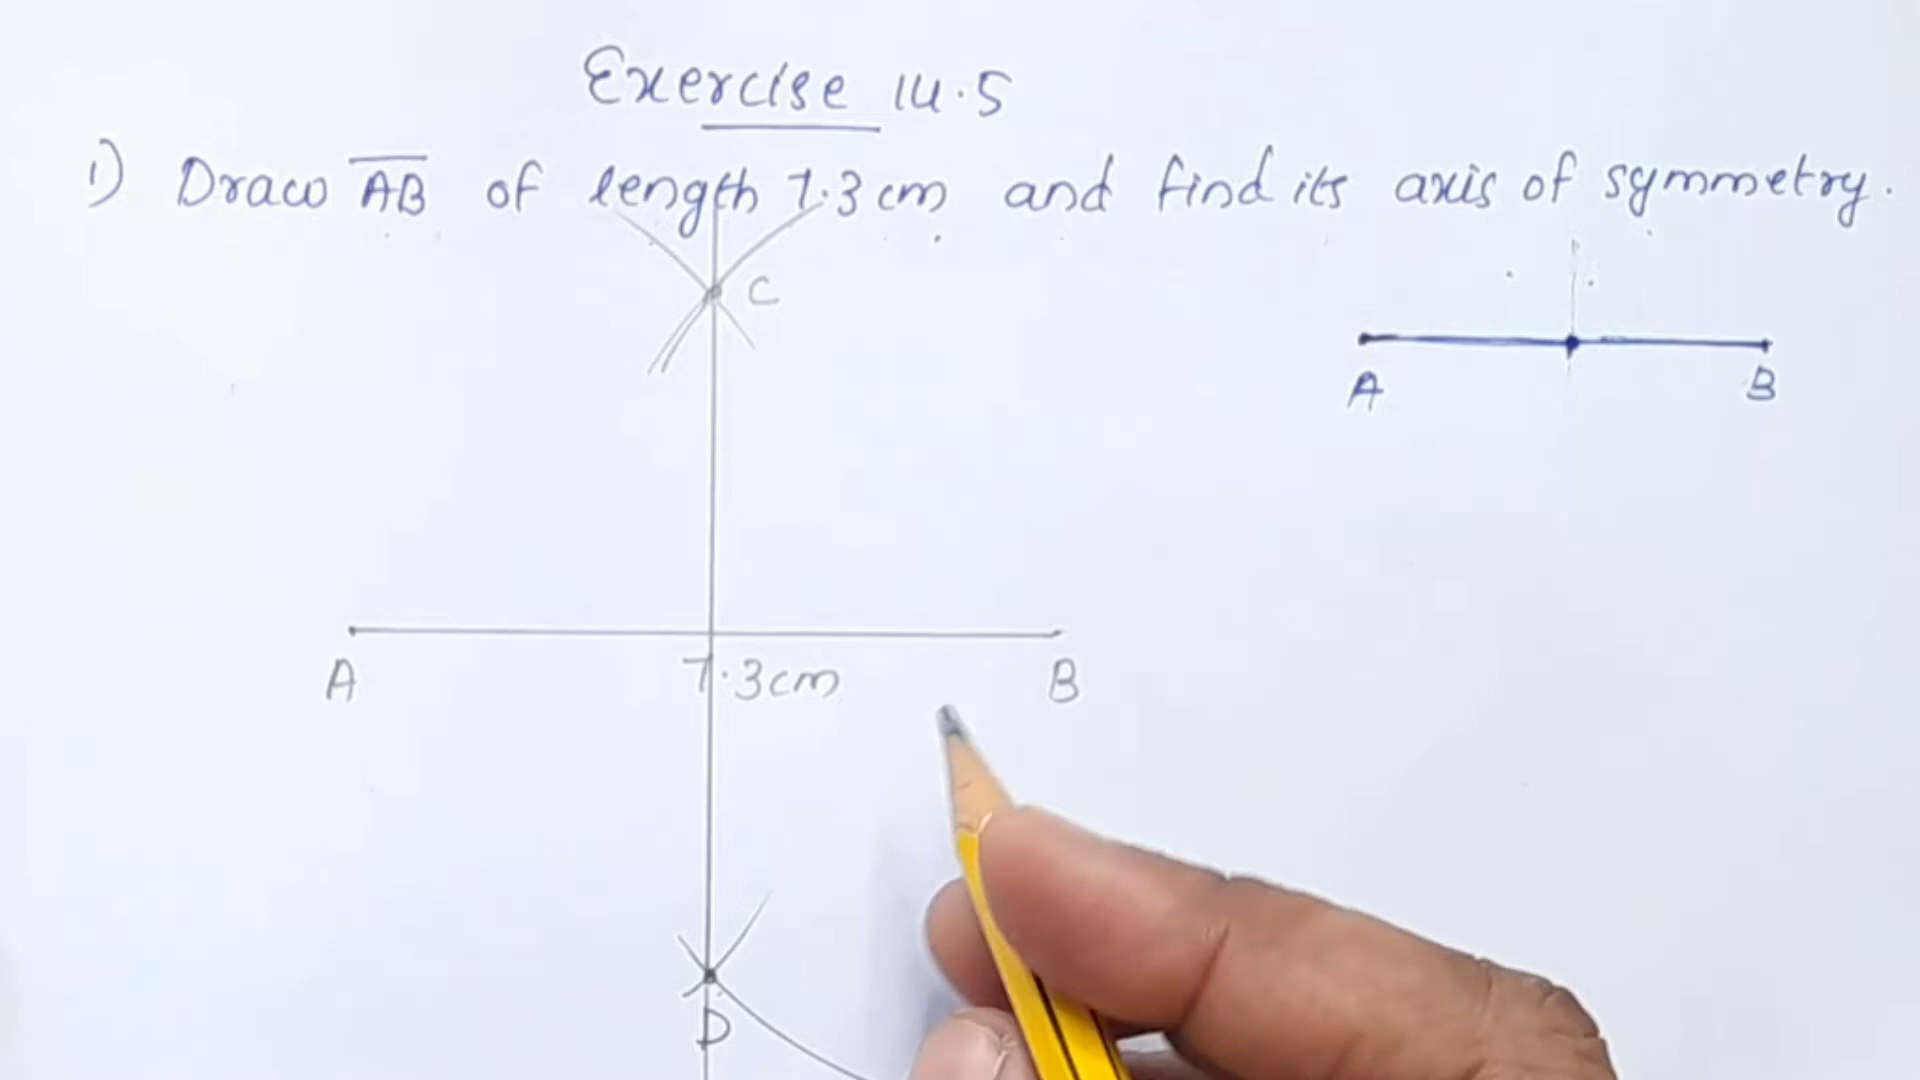 Exercise 14.5
1) Draw AB of length 7.3 cm and find its axis of symmetry.
C
A B
A 7.3cm B
D